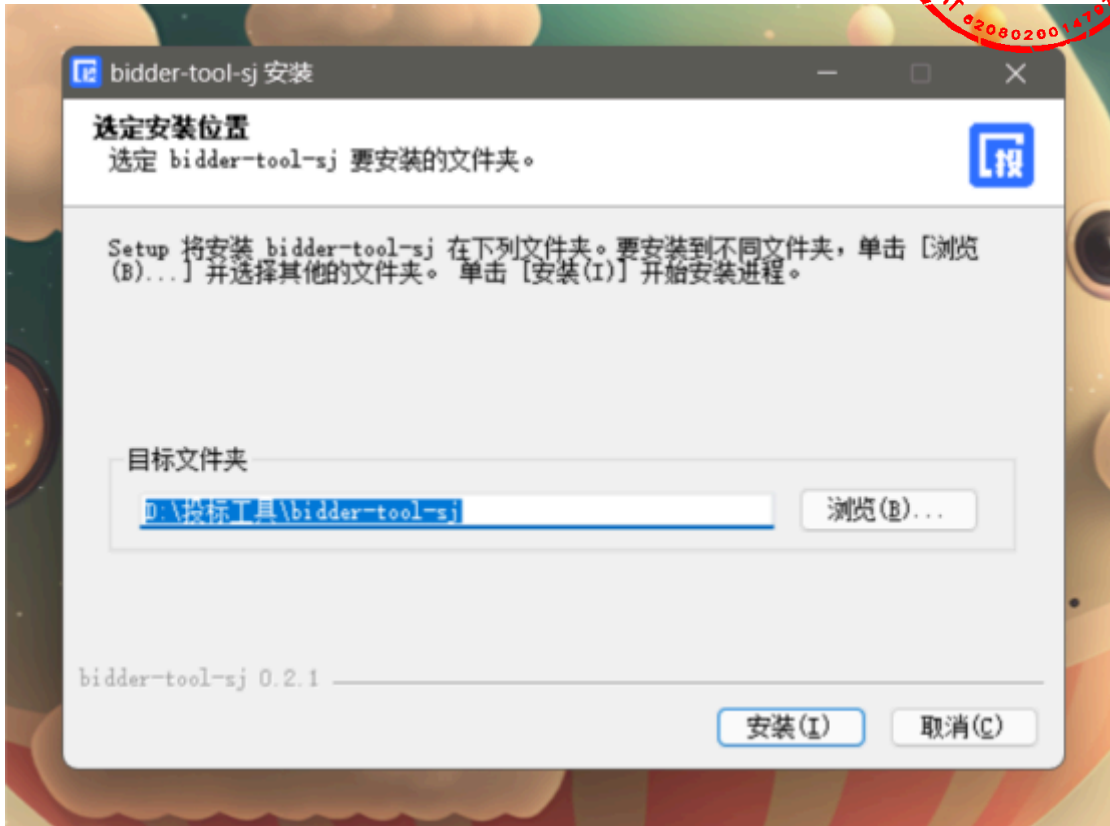 6208020014797
bidder-tool-sj 安装
选定安装位置
选定 bidder-tool-sj 要安装的文件夹。
投
Setup 将安装 bidder-tool-sj 在下列文件夹。要安装到不同文件夹，单击 [浏览
(B)...] 并选择其他的文件夹。 单击 [安装(I)] 开始安装进程。
目标文件夹
D:\投标工具\bidder-tool-sj
浏览(B)...
bidder-tool-sj 0.2.1
安装(I)
取消(C)